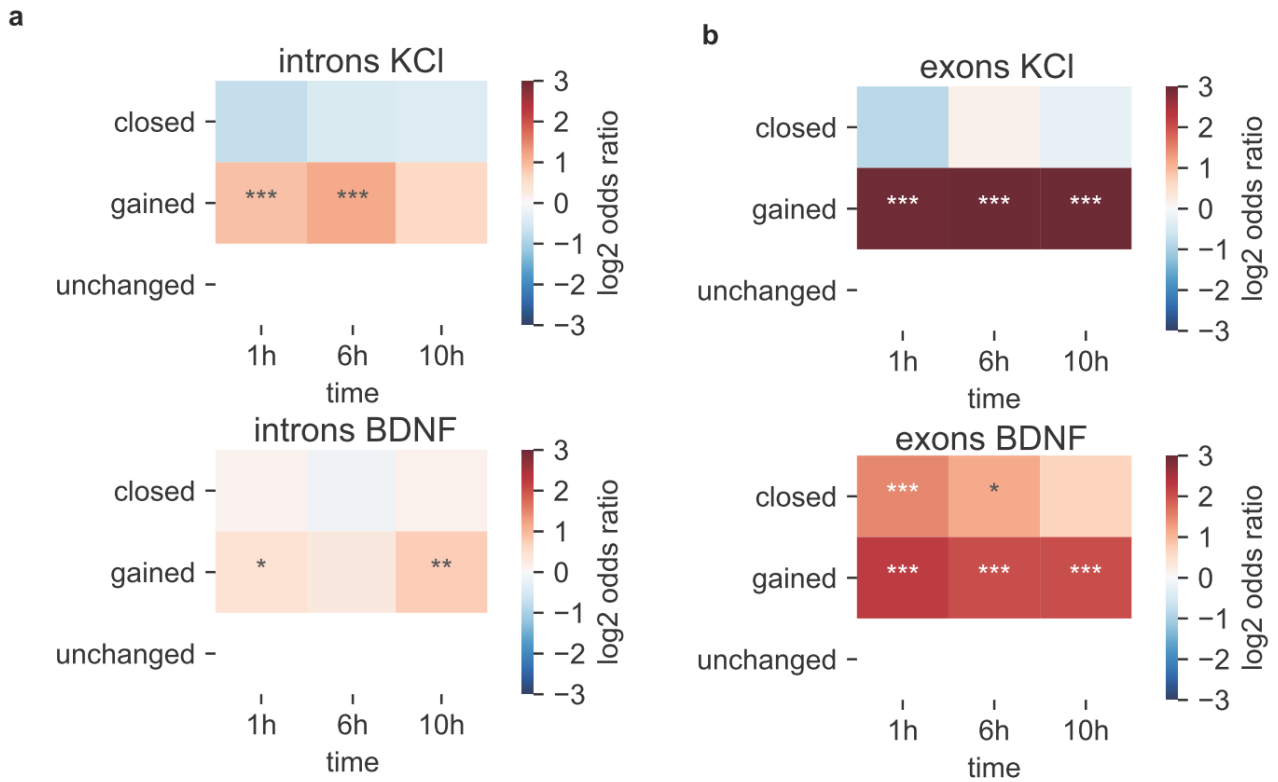 a
introns KCl
closed
gained
unchanged
*** ***
1h 6h 10h
time
3
2
1
0
−1
−2
−3
log2 odds ratio
introns BDNF
closed
gained
unchanged
* **
1h 6h 10h
time
3
2
1
0
−1
−2
−3
log2 odds ratio
b
exons KCl
closed
gained
unchanged
*** *** ***
1h 6h 10h
time
3
2
1
0
−1
−2
−3
log2 odds ratio
exons BDNF
closed
gained
unchanged
*** *
*** *** ***
1h 6h 10h
time
3
2
1
0
−1
−2
−3
log2 odds ratio